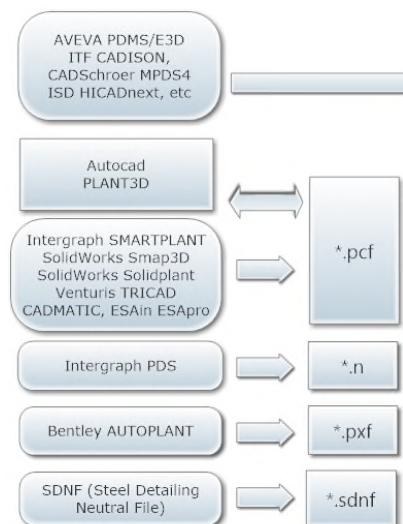 AVEVA PDMS/E3D
ITF CADISON,
CADSchroer MPDS4
ISD HICADnext, etc
Autocad
PLANT3D
Intergraph SMARTPLANT
SolidWorks Smap3D
SolidWorks Solidplant
Venturis TRICAD
CADMATIC, ESAin ESApro
*.pcf
Intergraph PDS
*.n
Bentley AUTOPLANT
*.pxf
SDNF (Steel Detailing
Neutral File)
*.sdnf